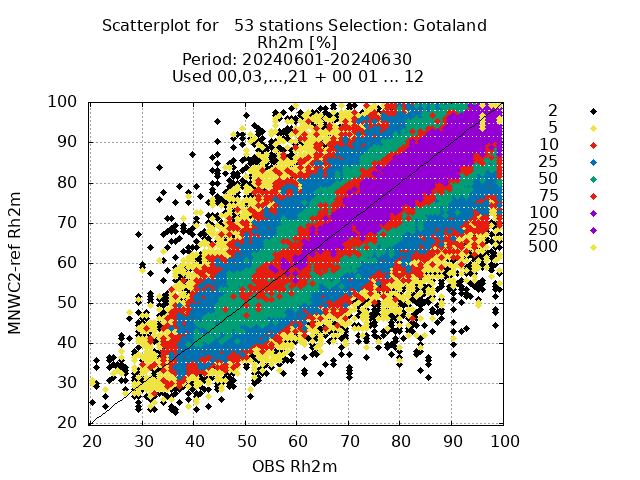 Scatterplot for   53 stations Selection: Gotaland
Rh2m [%]
Period: 20240601-20240630
Used 00,03,...,21 + 00 01 ... 12
100
90
80
70
60
50
40
30
20
MNWC2-ref Rh2m
20 30 40 50 60 70 80 90 100
OBS Rh2m
2
5
10
25
50
75
100
250
500